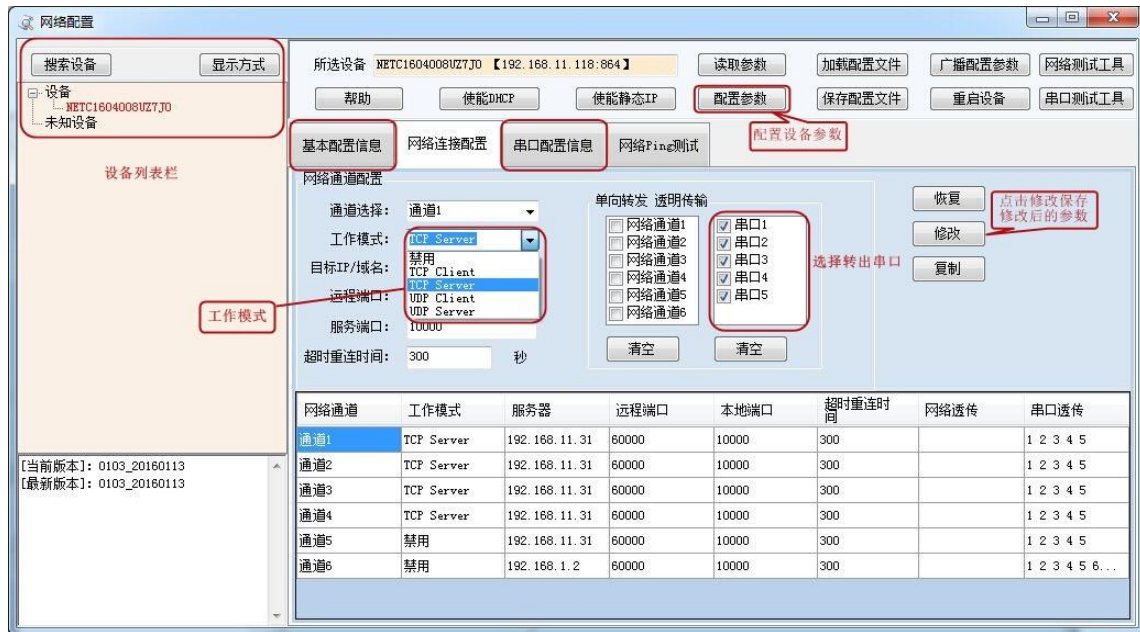 网络配置
搜索设备 显示方式
设备
NETC1604008UZ7J0
未知设备
设备列表栏
[当前版本]: 0103_20160113
[最新版本]: 0103_20160113
所选设备 NETC1604008UZ7J0 【192.168.11.118:864】 读取参数 加载配置文件 广播配置参数 网络测试工具
帮助 使能DHCP 使能静态IP 配置参数 保存配置文件 重启设备 串口测试工具
配置设备参数
基本配置信息 网络连接配置 串口配置信息 网络Ping测试
网络通道配置
通道选择: 通道1
工作模式: TCP Server
禁用
TCP Client
TCP Server
UDP Client
UDP Server
目标IP/域名:
远程端口:
服务端口: 10000
超时重连时间: 300 秒
工作模式
单向转发 透明传输
网络通道1 串口1
网络通道2 串口2
网络通道3 串口3
网络通道4 串口4
网络通道5 串口5
网络通道6
清空 清空
选择转出串口
恢复
修改
复制
点击修改保存
修改后的参数
网络通道 工作模式 服务器 远程端口 本地端口 超时重连时间 网络透传 串口透传
通道1 TCP Server 192.168.11.31 60000 10000 300 1 2 3 4 5
通道2 TCP Server 192.168.11.31 60000 10000 300 1 2 3 4 5
通道3 TCP Server 192.168.11.31 60000 10000 300 1 2 3 4 5
通道4 TCP Server 192.168.11.31 60000 10000 300 1 2 3 4 5
通道5 禁用 192.168.11.31 60000 10000 300 1 2 3 4 5
通道6 禁用 192.168.1.2 60000 10000 300 1 2 3 4 5 6...